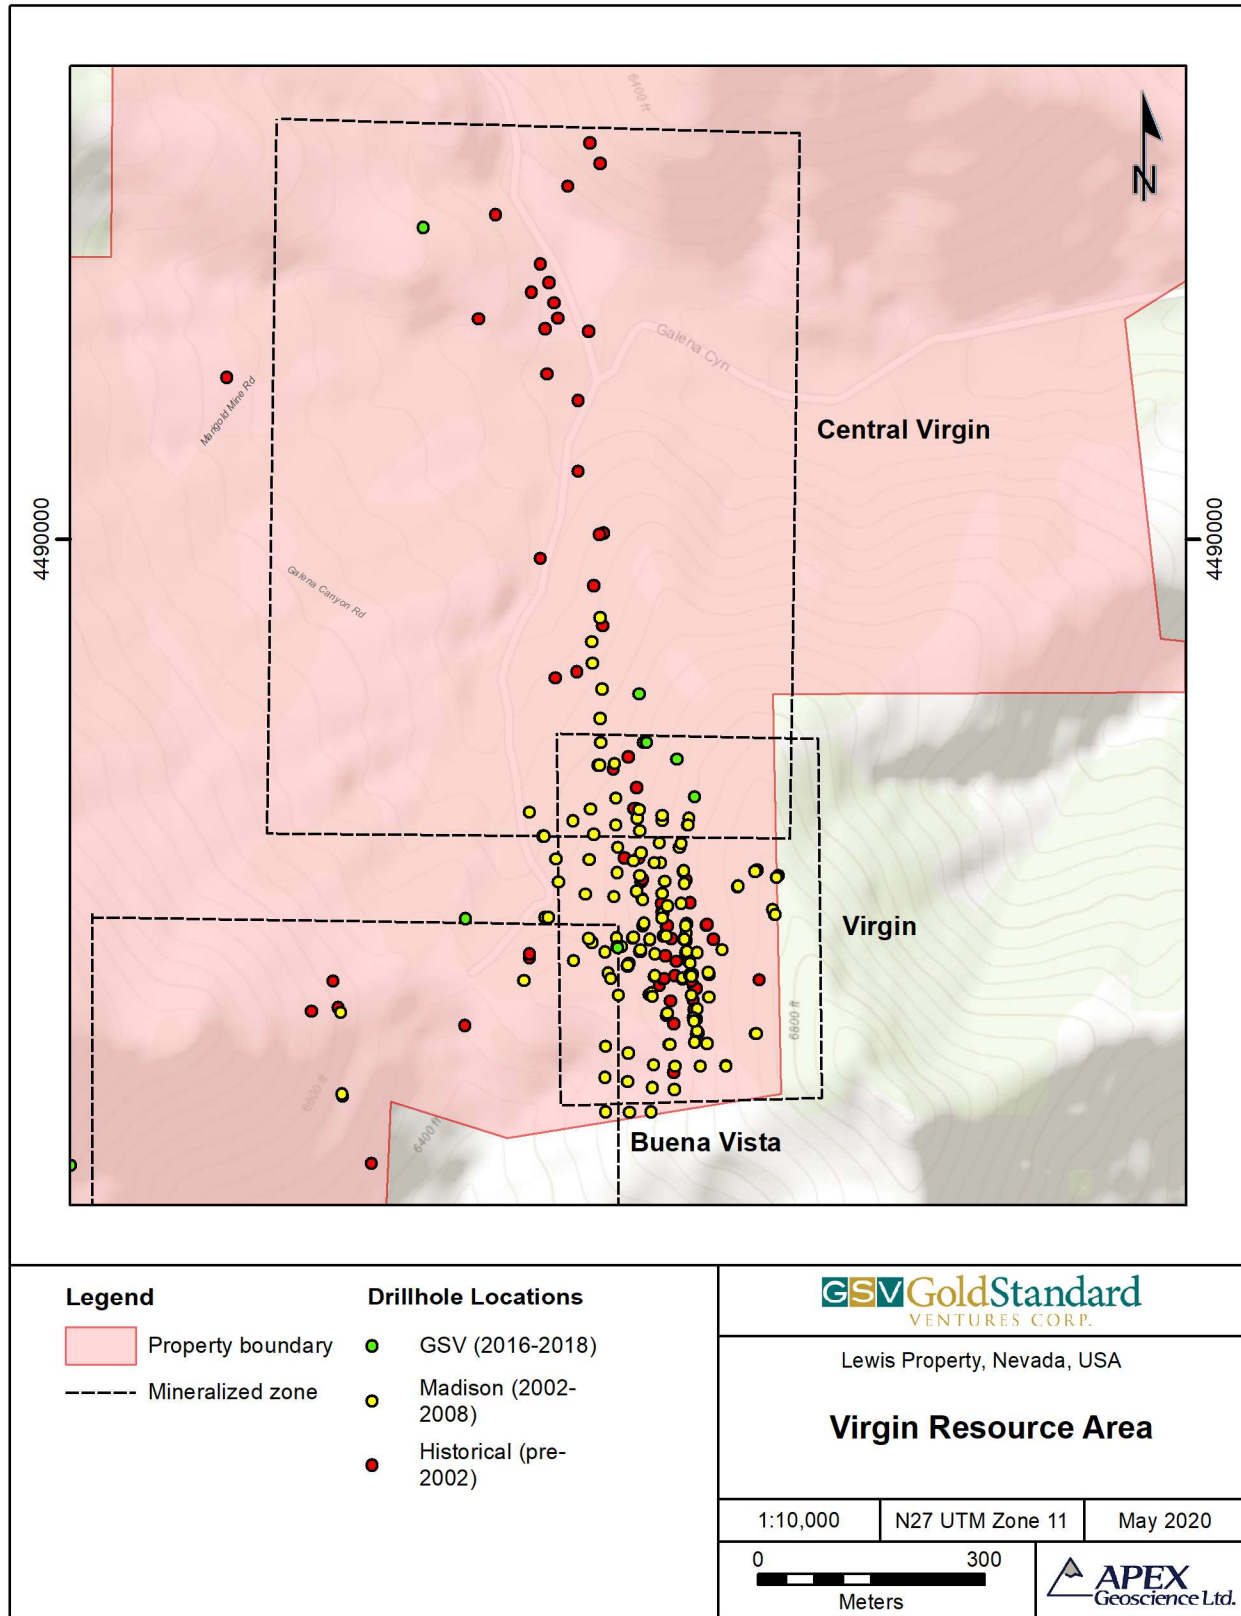 6400 ft
N
Galena Cyn
Marigold Mine Rd
Central Virgin
4490000
4490000
Galena Canyon Rd
Virgin
6800 ft
6800 ft
6400 ft
Buena Vista
Legend
Property boundary
Mineralized zone
Drillhole Locations
GSV (2016-2018)
Madison (2002-
2008)
Historical (pre-
2002)
GSV GoldStandard
VENTURES CORP.
Lewis Property, Nevada, USA
Virgin Resource Area
1:10,000
N27 UTM Zone 11
May 2020
0
300
Meters
APEX
Geoscience Ltd.